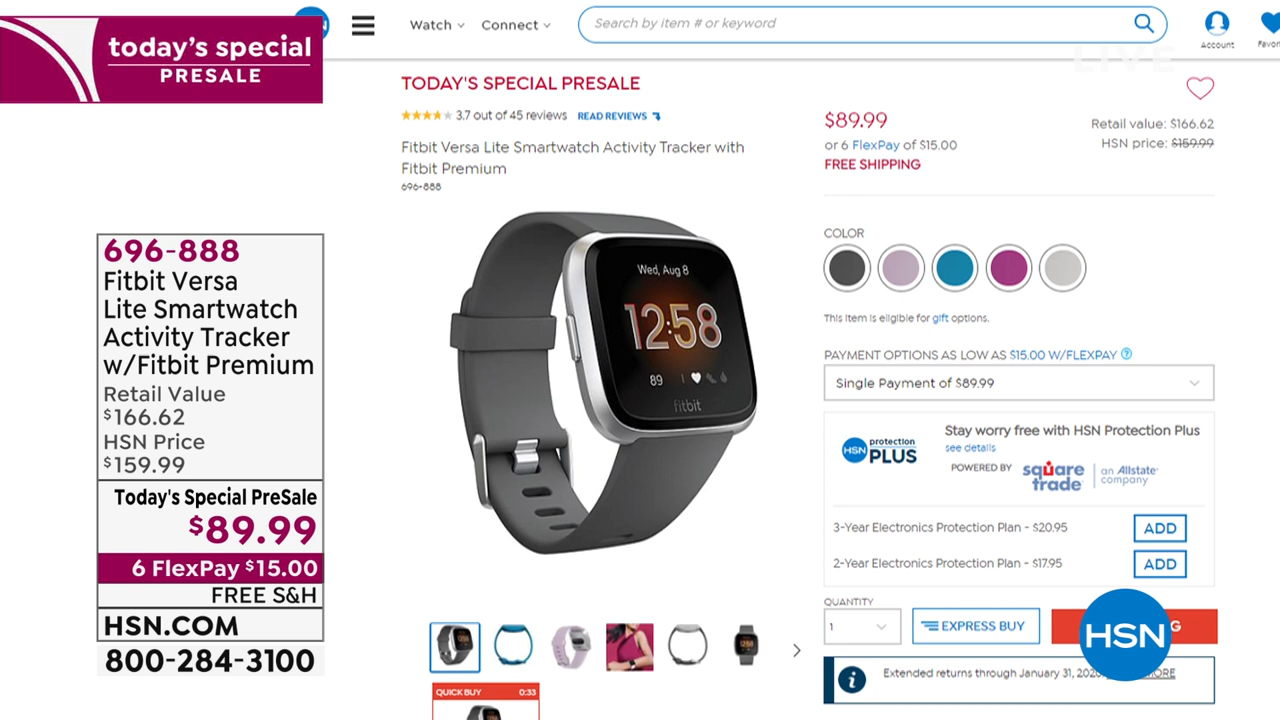 today's special
PRESALE
Watch
Connect
Search by item # or keyword
Account
LIVE
TODAY'S SPECIAL PRESALE
3.7 out of 45 reviews READ REVIEWS
Fitbit Versa Lite Smartwatch Activity Tracker with
Fitbit Premium
696-888
$89.99
or 6 FlexPay of $15.00
FREE SHIPPING
Retail value: $166.62
HSN price: $159.99
COLOR
This item is eligible for gift options.
PAYMENT OPTIONS AS LOW AS $15.00 W/FLEXPAY ?
Single Payment of $89.99
HSN protection PLUS
Stay worry free with HSN Protection Plus
see details
POWERED BY square trade an Allstate company
3-Year Electronics Protection Plan - $20.95
ADD
2-Year Electronics Protection Plan - $17.95
ADD
QUANTITY
1
EXPRESS BUY
HSN
Extended returns through January 31, 2020.
Wed, Aug 8
12:58
89
fitbit
QUICK BUY 0:33
696-888
Fitbit Versa
Lite Smartwatch
Activity Tracker
w/Fitbit Premium
Retail Value
$166.62
HSN Price
$159.99
Today's Special PreSale
$89.99
6 FlexPay $15.00
FREE S&H
HSN.COM
800-284-3100